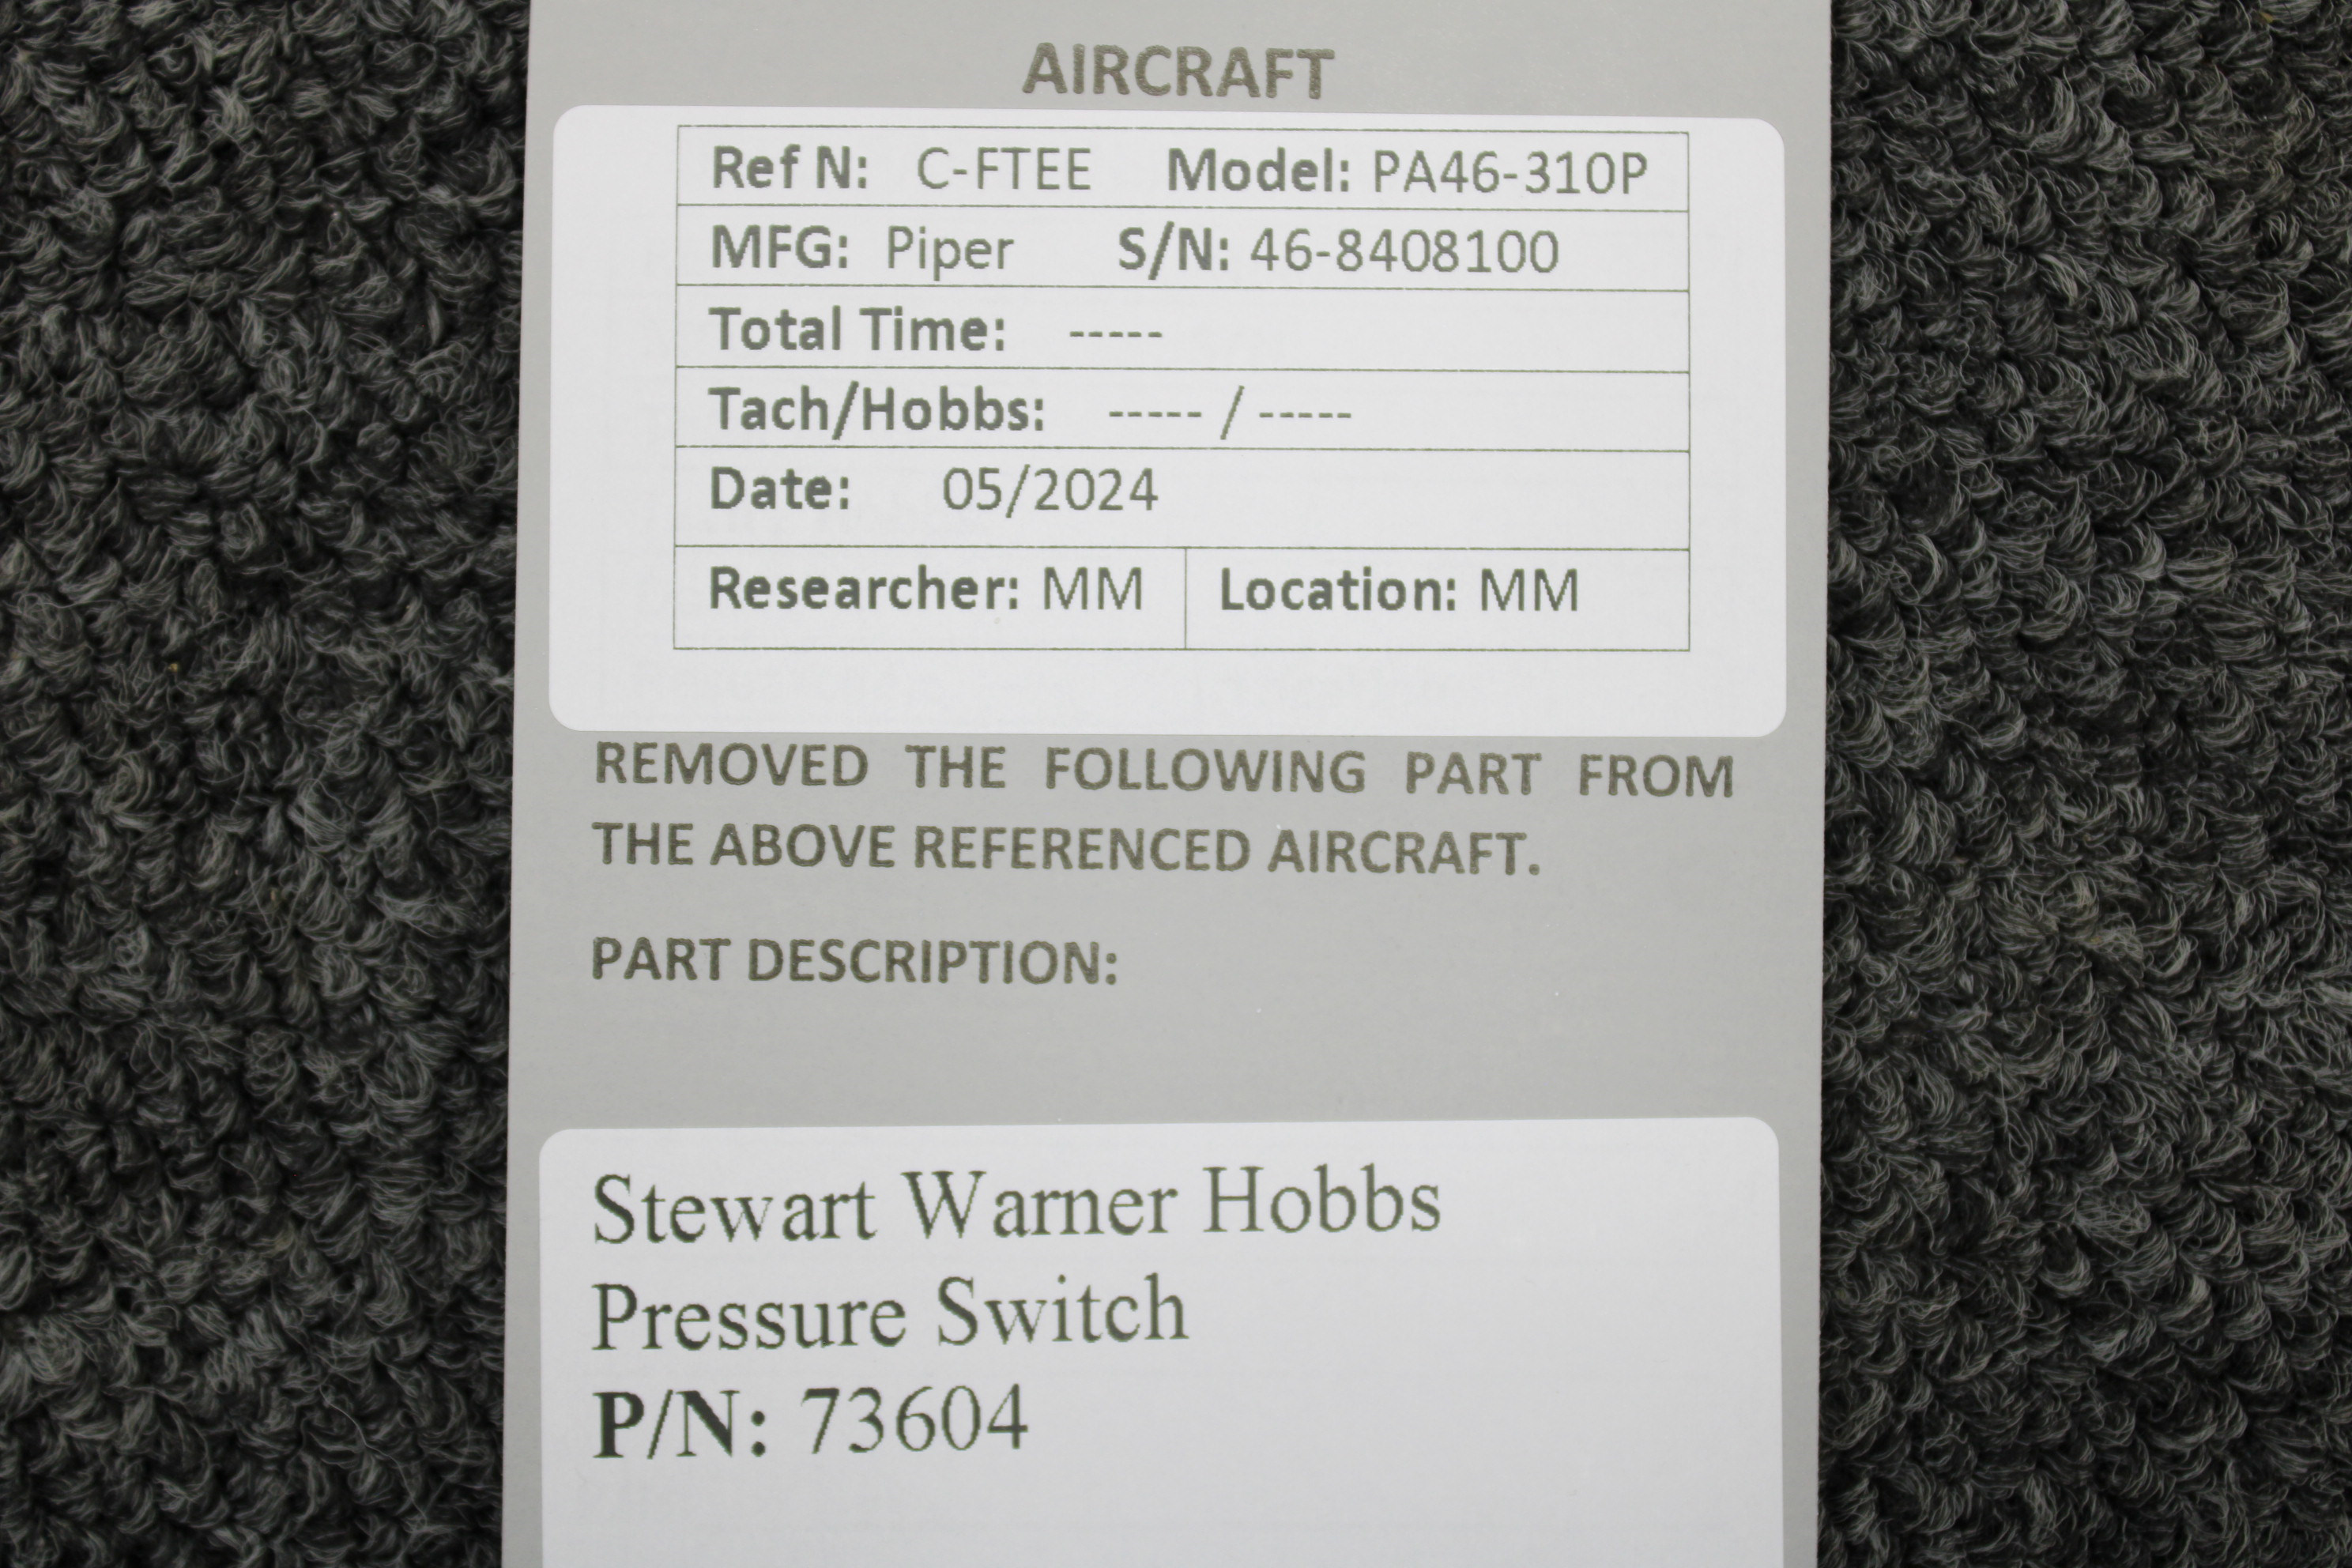 AIRCRAFT
Ref N: C-FTEE Model: PA46-310P
MFG: Piper S/N: 46-8408100
Total Time: -----
Tach/Hobbs: ----- / -----
Date: 05/2024
Researcher: MM Location: MM
REMOVED THE FOLLOWING PART FROM
THE ABOVE REFERENCED AIRCRAFT.
PART DESCRIPTION:
Stewart Warner Hobbs
Pressure Switch
P/N: 73604